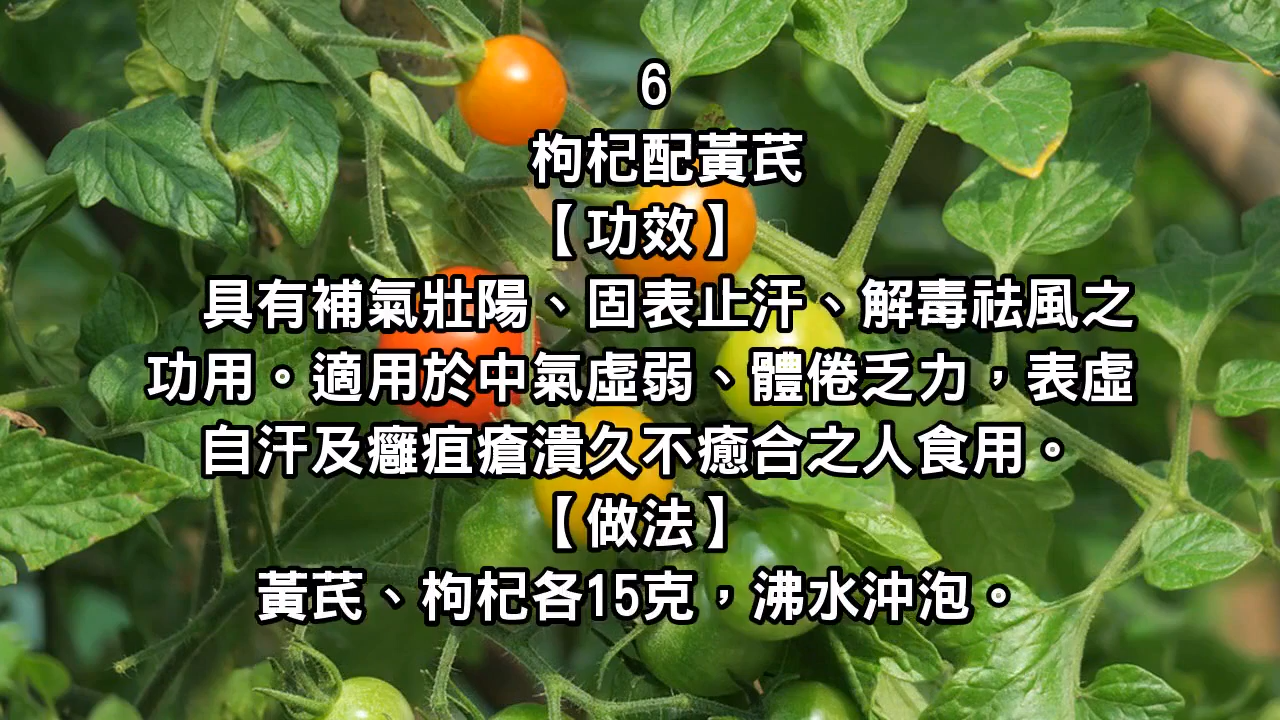 6
枸杞配黃芪
【功效】
具有補氣壯陽、固表止汗、解毒祛風之
功用。適用於中氣虛弱、體倦乏力，表虛
自汗及癰疽瘡潰久不癒合之人食用。
【做法】
黃芪、枸杞各15克，沸水沖泡。